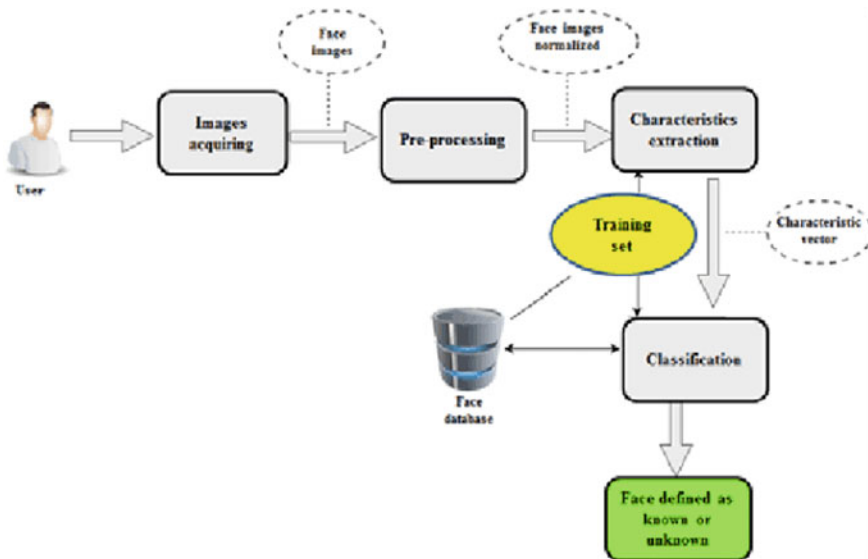 Face
images
Face images
normalized
Images
acquiring
Pre-processing
Characteristics
extraction
User
Training
set
Characteristic
vector
Classification
Face
database
Face defined as
known or
unknown